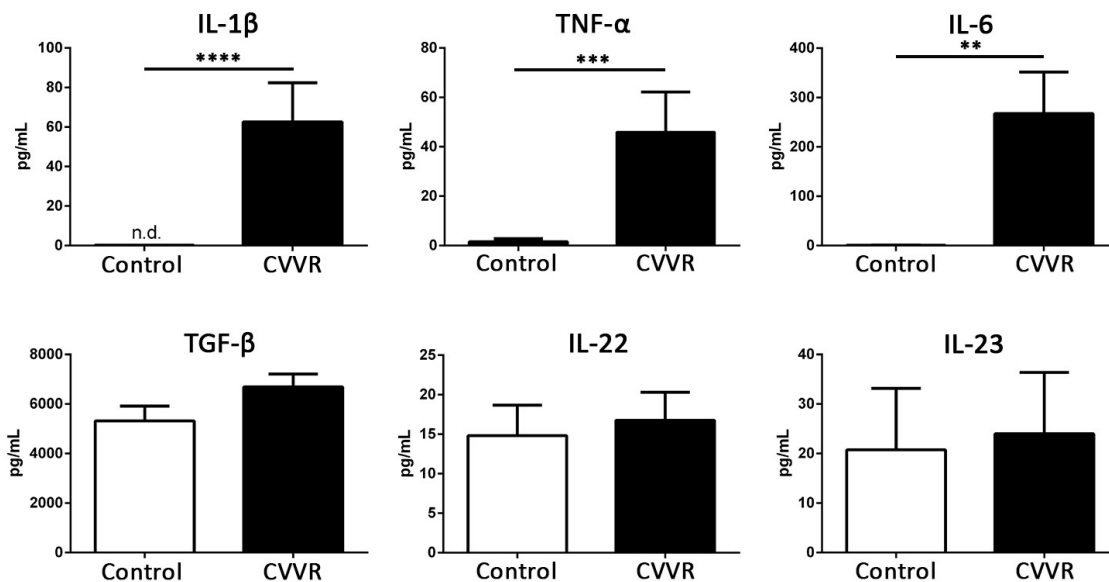 IL-1β
pg/mL
100
80
60
40
20
0
****
n.d.
Control
CVVR
TNF-α
pg/mL
80
60
40
20
0
***
Control
CVVR
IL-6
pg/mL
400
300
200
100
0
**
Control
CVVR
TGF-β
pg/mL
8000
6000
4000
2000
0
Control
CVVR
IL-22
pg/mL
25
20
15
10
5
0
Control
CVVR
IL-23
pg/mL
40
30
20
10
0
Control
CVVR